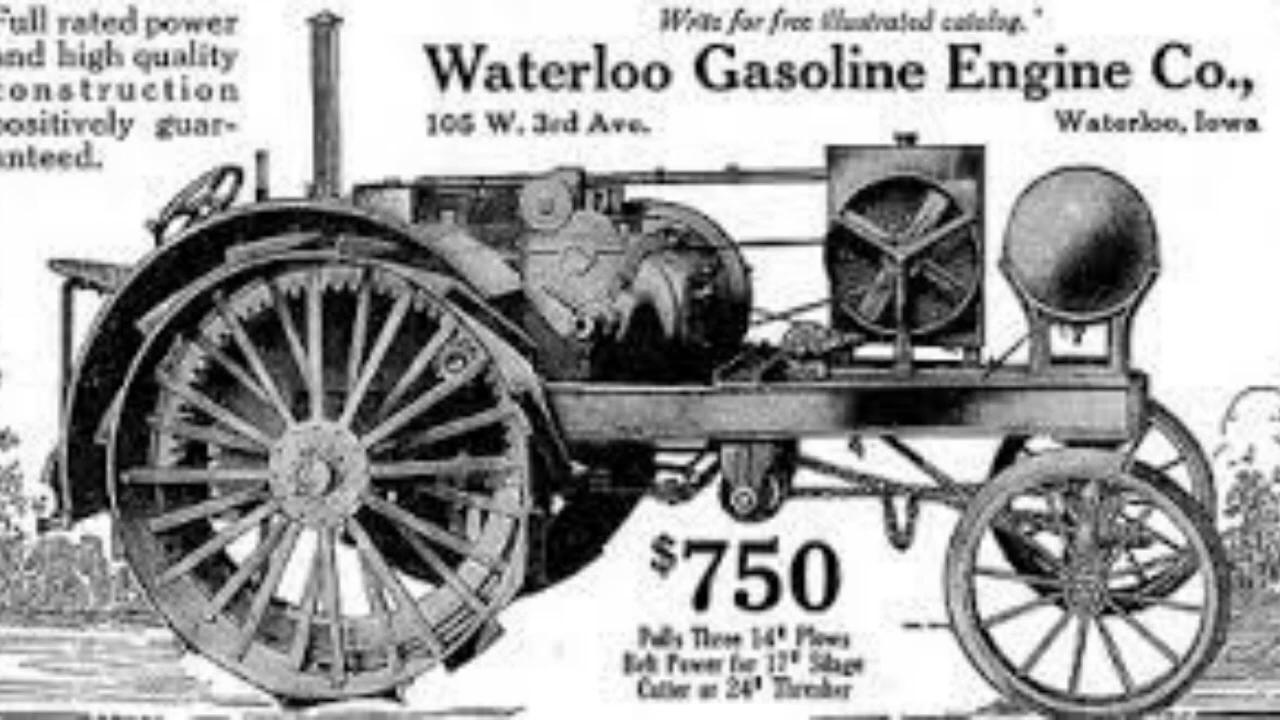 Full rated power
and high quality
construction
positively guar-
anteed.
Write for free illustrated catalog.
Waterloo Gasoline Engine Co.,
105 W. 3rd Ave.
Waterloo, Iowa
$750
Pulls Three 14" Plows
Belt Power for 17" Silage
Cutter or 24" Thresher